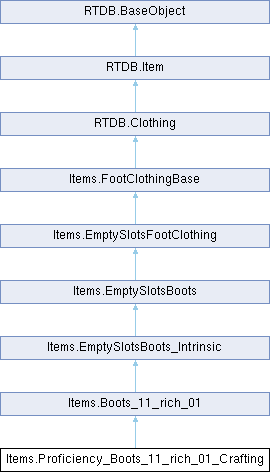 RTDB.BaseObject
RTDB.Item
RTDB.Clothing
Items.FootClothingBase
Items.EmptySlotsFootClothing
Items.EmptySlotsBoots
Items.EmptySlotsBoots_Intrinsic
Items.Boots_11_rich_01
Items.Proficiency_Boots_11_rich_01_Crafting